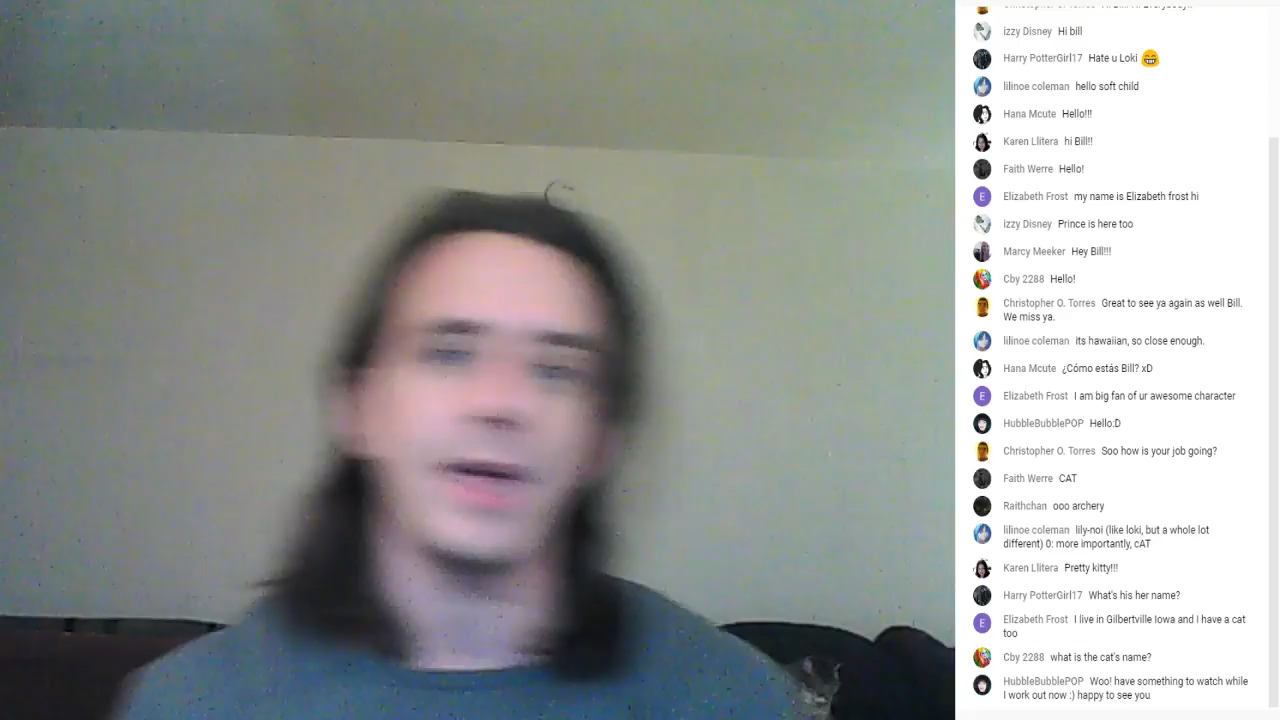 izzy Disney Hi bill
Harry PotterGirl17 Hate u Loki
lilinoe coleman hello soft child
Hana Mcute Hello!!!
Karen Llitera hi Bill!!
Faith Werre Hello!
E Elizabeth Frost my name is Elizabeth frost hi
izzy Disney Prince is here too
Marcy Meeker Hey Bill!!!
Cby 2288 Hello!
Christopher O. Torres Great to see ya again as well Bill.
We miss ya.
lilinoe coleman its hawaiian, so close enough.
Hana Mcute ¿Cómo estás Bill? xD
E Elizabeth Frost I am big fan of ur awesome character
HubbleBubblePOP Hello:D
Christopher O. Torres Soo how is your job going?
Faith Werre CAT
Raithchan ooo archery
lilinoe coleman lily-noi (like loki, but a whole lot
different) 0: more importantly, cAT
Karen Llitera Pretty kitty!!!
Harry PotterGirl17 What's his her name?
E Elizabeth Frost I live in Gilbertville Iowa and I have a cat
too
Cby 2288 what is the cat's name?
HubbleBubblePOP Woo! have something to watch while
I work out now :) happy to see you